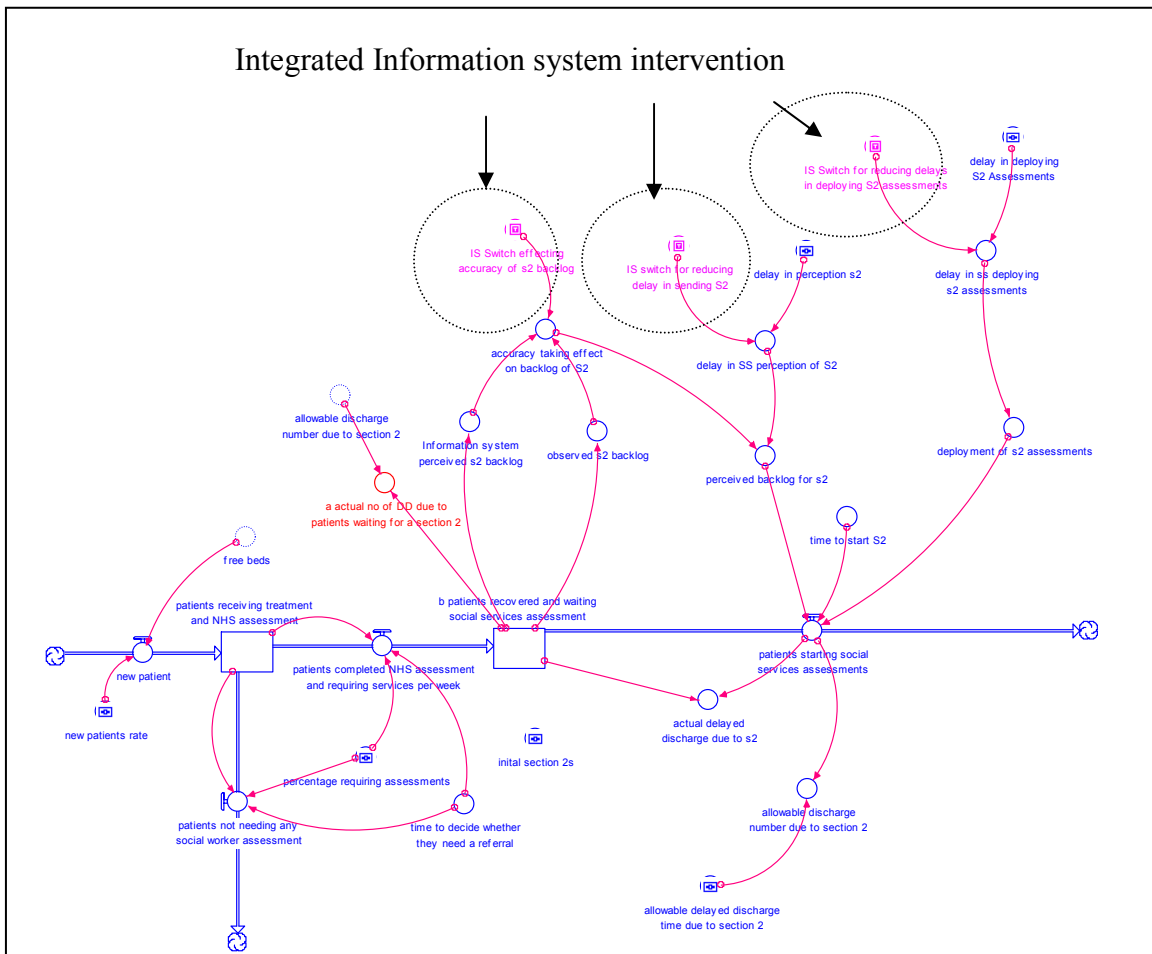 Integrated Information system intervention
IS Switch for reducing delays
in deploying S2 assessments
delay in deploying
S2 Assessments
IS Switch effecting
accuracy of s2 backlog
IS switch for reducing
delay in sending S2
delay in perception s2
delay in ss deploying
s2 assessments
accuracy taking effect
on backlog of S2
delay in SS perception of S2
allowable discharge
number due to section 2
Information system
perceived s2 backlog
observed s2 backlog
perceived backlog for s2
deployment of s2 assessments
a actual no of DD due to
patients waiting for a section 2
time to start S2
free beds
patients receiving treatment
and NHS assessment
b patients recovered and waiting
social services assessment
new patient
patients completed NHS assessment
and requiring services per week
patients starting social
services assessments
new patients rate
actual delayed
discharge due to s2
inital section 2s
percentage requiring assessments
patients not needing any
social worker assessment
time to decide whether
they need a referral
allowable discharge
number due to section 2
allowable delayed discharge
time due to section 2